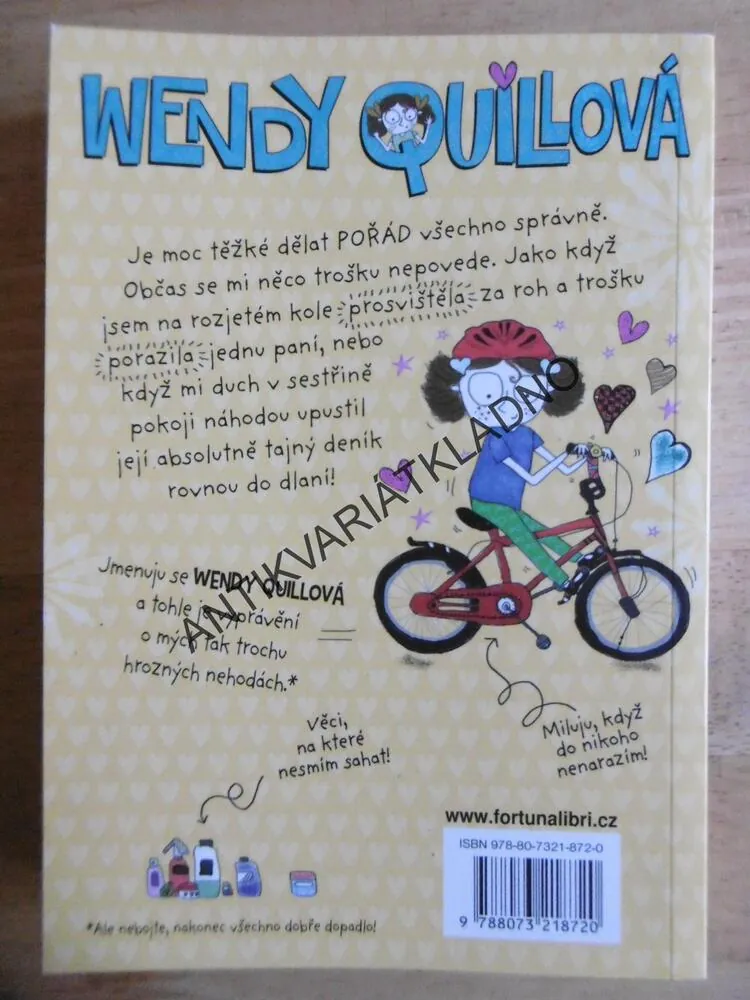 WENDY QUILLOVÁ
Je moc těžké dělat POŘÁD všechno správně.
Občas se mi něco trošku nepovede. Jako když
jsem na rozjetém kole prosvištěla za roh a trošku
porazila jednu paní, nebo
když mi duch v sestřině
pokoji náhodou upustil
její absolutně tajný deník
rovnou do dlaní!
ANTIKVARIÁTKLADNO
Jmenuju se WENDY QUILLOVÁ
a tohle je vyprávění
o mých tak trochu
hrozných nehodách.*
Věci,
na které
nesmím sahat!
Miluju, když
do nikoho
nenarazím!
www.fortunalibri.cz
ISBN 978-80-7321-872-0
9 788073 218720
*Ale nebojte, nakonec všechno dobře dopadlo!